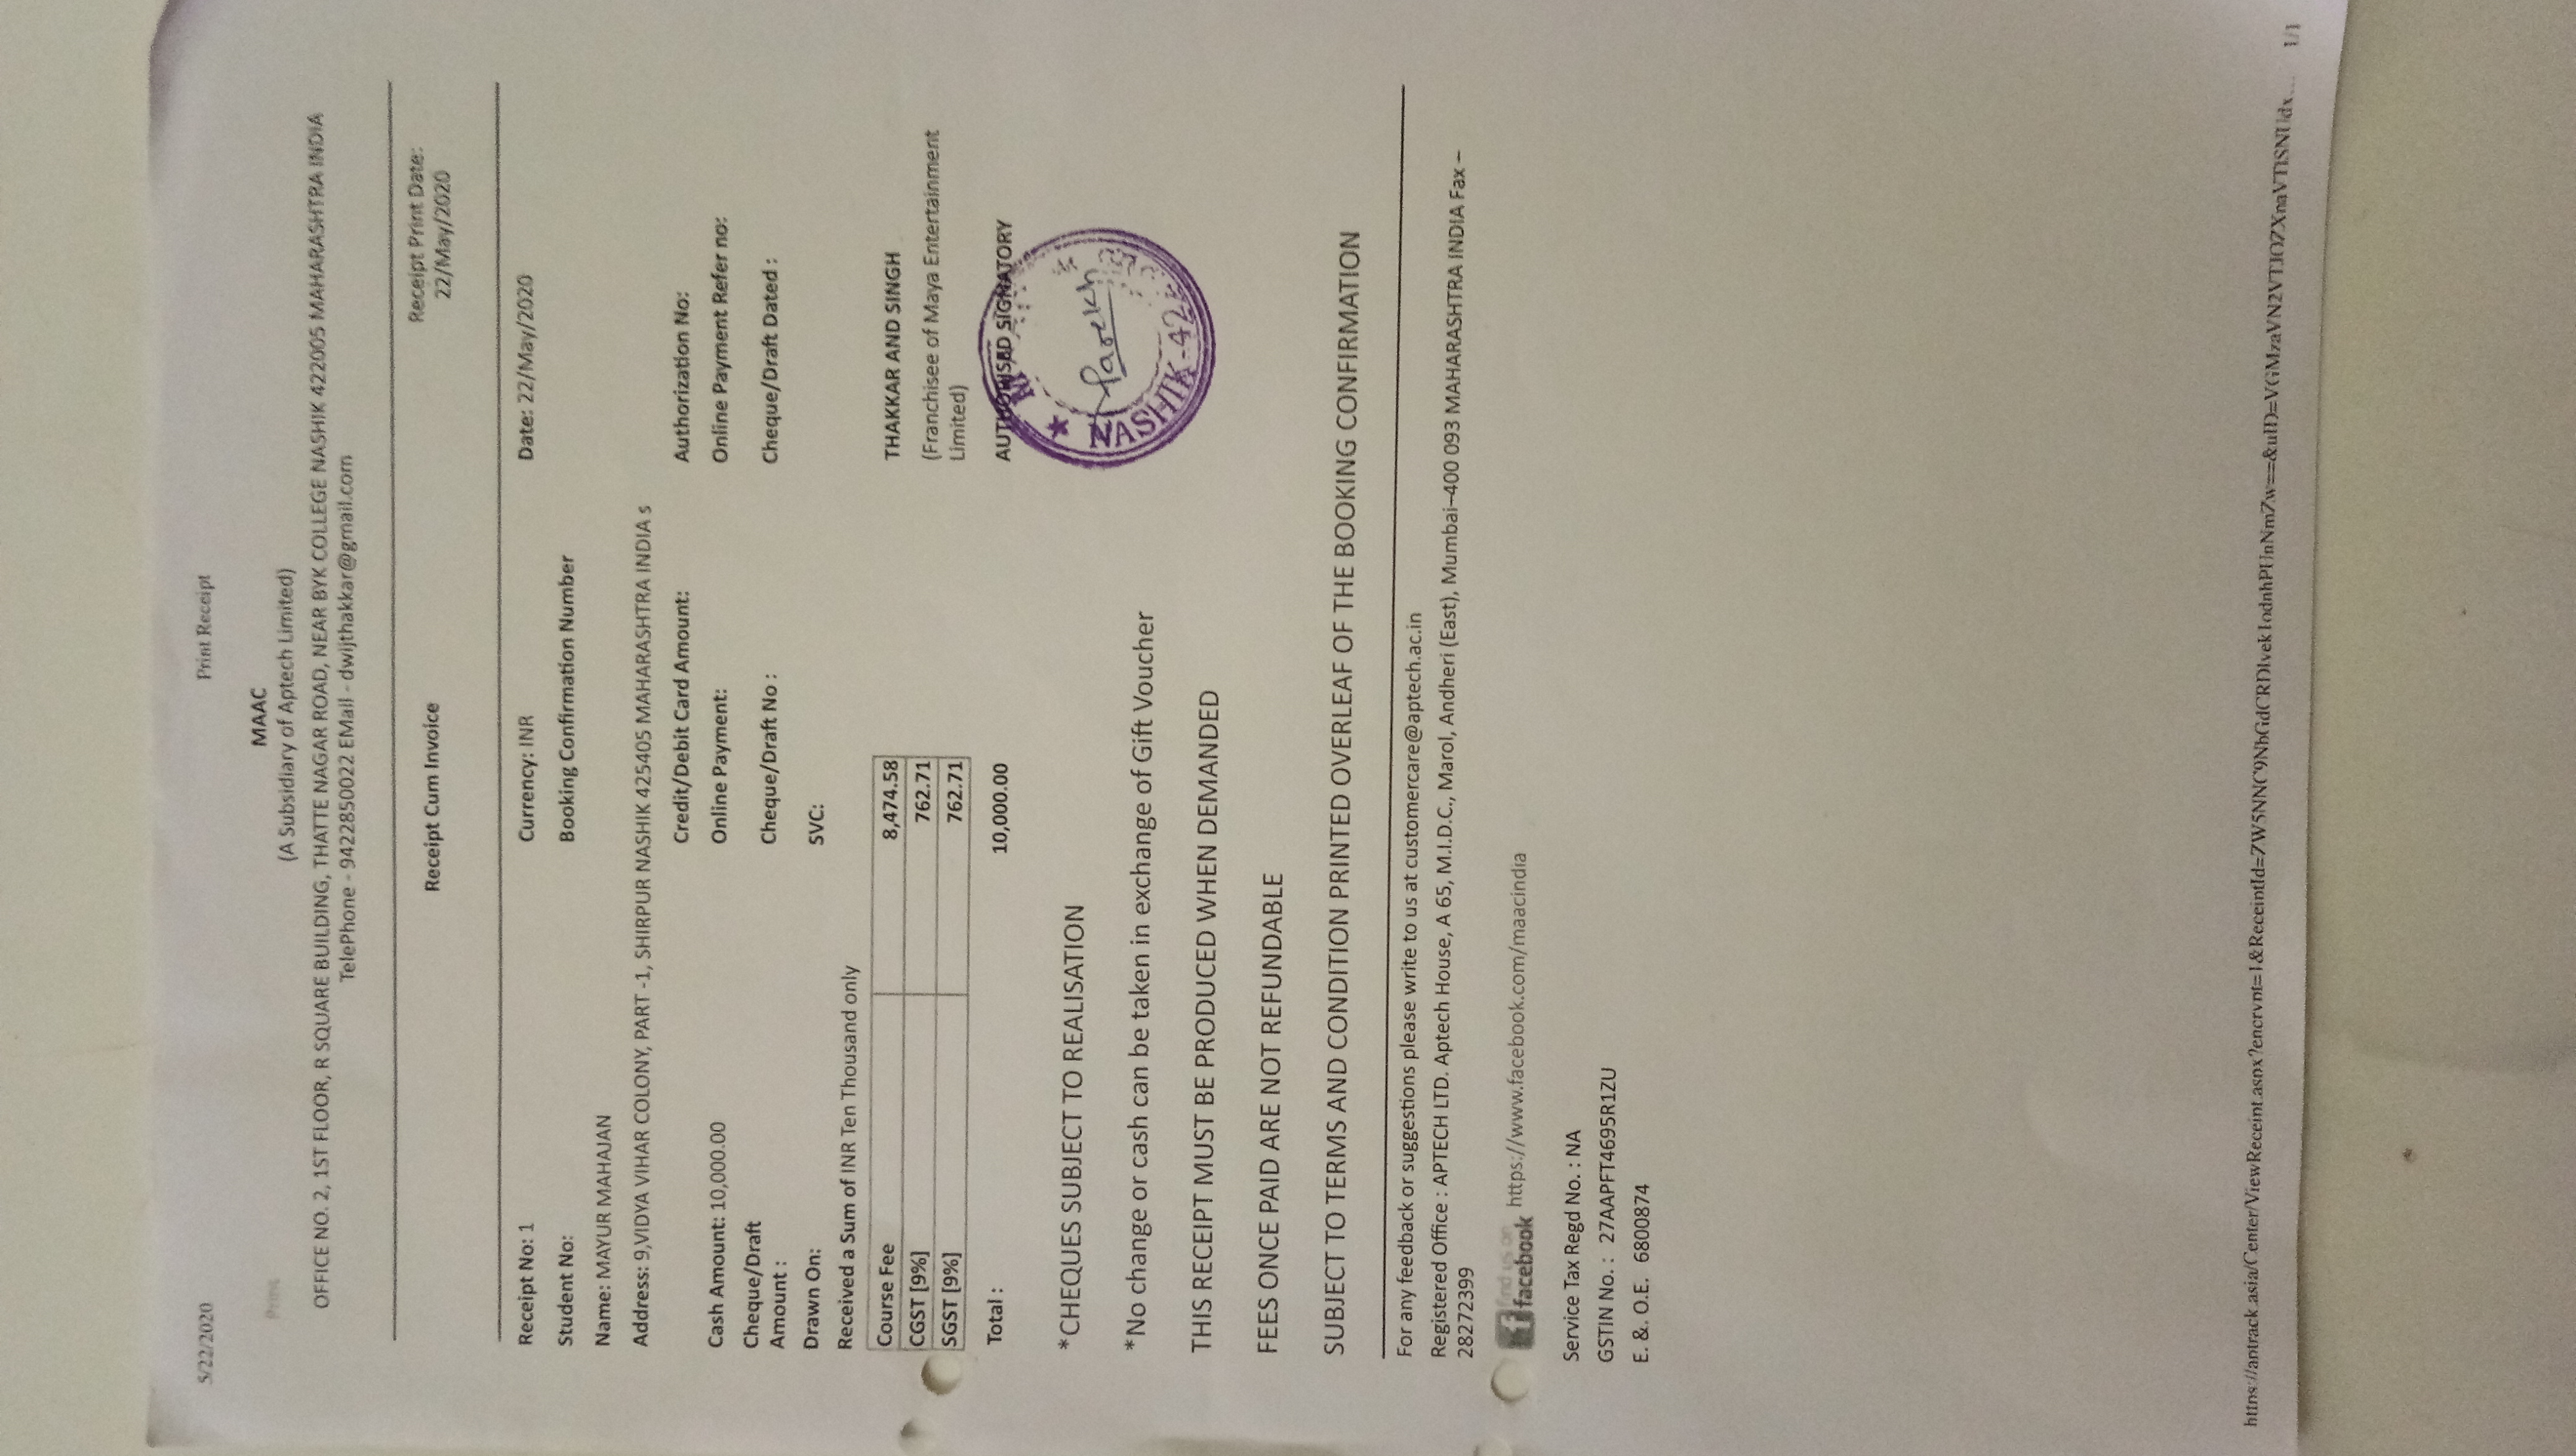 5/22/2020 Print Receipt
Print
MAAC
(A Subsidiary of Aptech Limited)
OFFICE NO. 2, 1ST FLOOR, R SQUARE BUILDING, THATTE NAGAR ROAD, NEAR BYK COLLEGE NASHIK 422005 MAHARASHTRA INDIA
TelePhone - 9422850022 EMail - dwijthakkar@gmail.com
Receipt Cum Invoice Receipt Print Date:
22/May/2020
Receipt No: 1 Currency: INR Date: 22/May/2020
Student No: Booking Confirmation Number
Name: MAYUR MAHAJAN
Address: 9,VIDYA VIHAR COLONY, PART -1, SHIRPUR NASHIK 425405 MAHARASHTRA INDIA s
Credit/Debit Card Amount: Authorization No:
Cash Amount: 10,000.00 Online Payment: Online Payment Refer no:
Cheque/Draft
Amount : Cheque/Draft No : Cheque/Draft Dated :
Drawn On: SVC:
Received a Sum of INR Ten Thousand only
Course Fee 8,474.58 THAKKAR AND SINGH
CGST [9%] 762.71 (Franchisee of Maya Entertainment
SGST [9%] 762.71 Limited)
Total : 10,000.00 AUTHORISED SIGNATORY
NASHIK-42
*CHEQUES SUBJECT TO REALISATION
*No change or cash can be taken in exchange of Gift Voucher
THIS RECEIPT MUST BE PRODUCED WHEN DEMANDED
FEES ONCE PAID ARE NOT REFUNDABLE
SUBJECT TO TERMS AND CONDITION PRINTED OVERLEAF OF THE BOOKING CONFIRMATION
For any feedback or suggestions please write to us at customercare@aptech.ac.in
Registered Office : APTECH LTD. Aptech House, A 65, M.I.D.C., Marol, Andheri (East), Mumbai–400 093 MAHARASHTRA INDIA Fax –
28272399
find us on
facebook https://www.facebook.com/maacindia
Service Tax Regd No. : NA
GSTIN No. : 27AAPFT4695R1ZU
E. &. O.E. 6800874
1/1